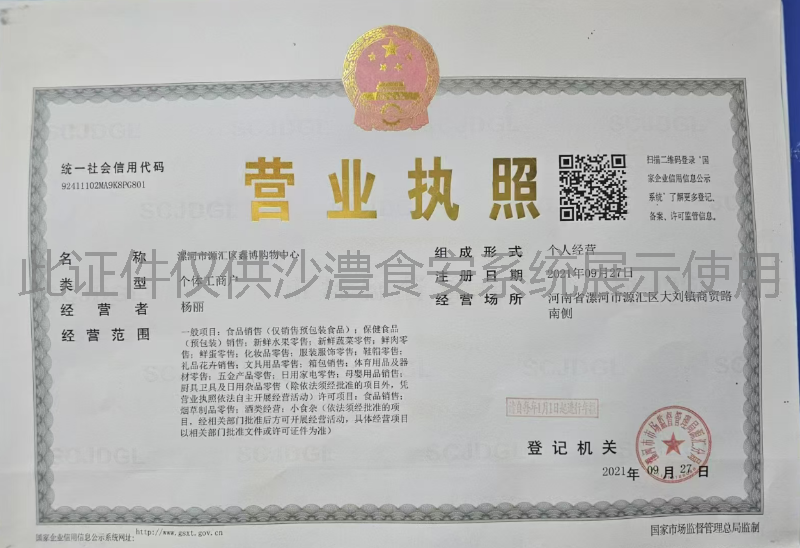 统一社会信用代码
92411102MA9K8PG801
营业执照
扫描二维码登录“国
家企业信用信息公示
系统”了解更多登记、
备案、许可监管信息。
名称 漯河市源汇区鑫博购物中心
类型 个体工商户
经营者 杨丽
经营范围 一般项目：食品销售（仅销售预包装食品）；保健食品
（预包装）销售；新鲜水果零售；新鲜蔬菜零售；鲜肉零
售；鲜蛋零售；化妆品零售；服装服饰零售；鞋帽零售；
礼品花卉销售；文具用品零售；箱包销售；体育用品及器
材零售；五金产品零售；日用家电零售；母婴用品销售；
厨具卫具及日用杂品零售（除依法须经批准的项目外，凭
营业执照依法自主开展经营活动）许可项目：食品销售；
烟草制品零售；酒类经营；小食杂（依法须经批准的项
目，经相关部门批准后方可开展经营活动，具体经营项目
以相关部门批准文件或许可证件为准）
组成形式 个人经营
注册日期 2021年09月27日
经营场所 河南省漯河市源汇区大刘镇商贸路
南侧
此证件仅供沙澧食安系统展示使用
登记机关
2021年 09月 27日
国家企业信用信息公示系统网址：http://www.gsxt.gov.cn
国家市场监督管理总局监制